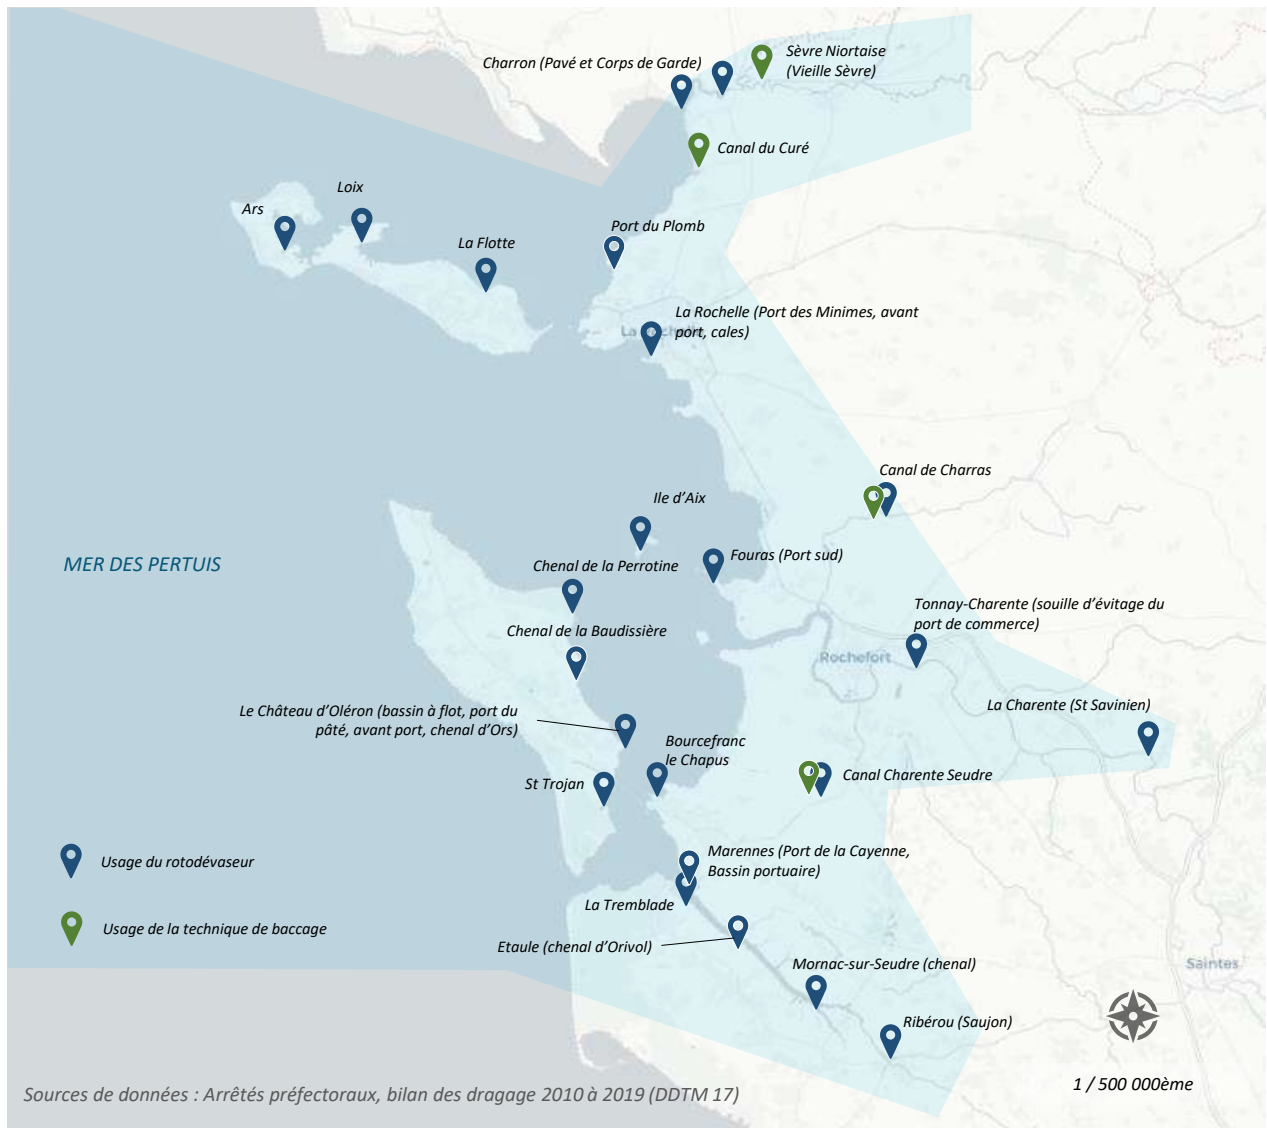 Sèvre Niortaise
(Vieille Sèvre)
Charron (Pavé et Corps de Garde)
Canal du Curé
Loix
Ars
La Flotte
Port du Plomb
La Rochelle (Port des Minimes, avant
port, cales)
Canal de Charras
Ile d’Aix
MER DES PERTUIS
Fouras (Port sud)
Chenal de la Perrotine
Tonnay-Charente (souille d’évitage du
port de commerce)
Chenal de la Baudissière
Rochefort
La Charente (St Savinien)
Le Château d’Oléron (bassin à flot, port du
pâté, avant port, chenal d’Ors)
Bourcefranc
le Chapus
St Trojan
Canal Charente Seudre
Marennes (Port de la Cayenne,
Bassin portuaire)
Usage du rotodévaseur
La Tremblade
Usage de la technique de baccage
Etaule (chenal d’Orivol)
Mornac-sur-Seudre (chenal)
Saintes
Ribérou (Saujon)
1 / 500 000ème
Sources de données : Arrêtés préfectoraux, bilan des dragage 2010 à 2019 (DDTM 17)